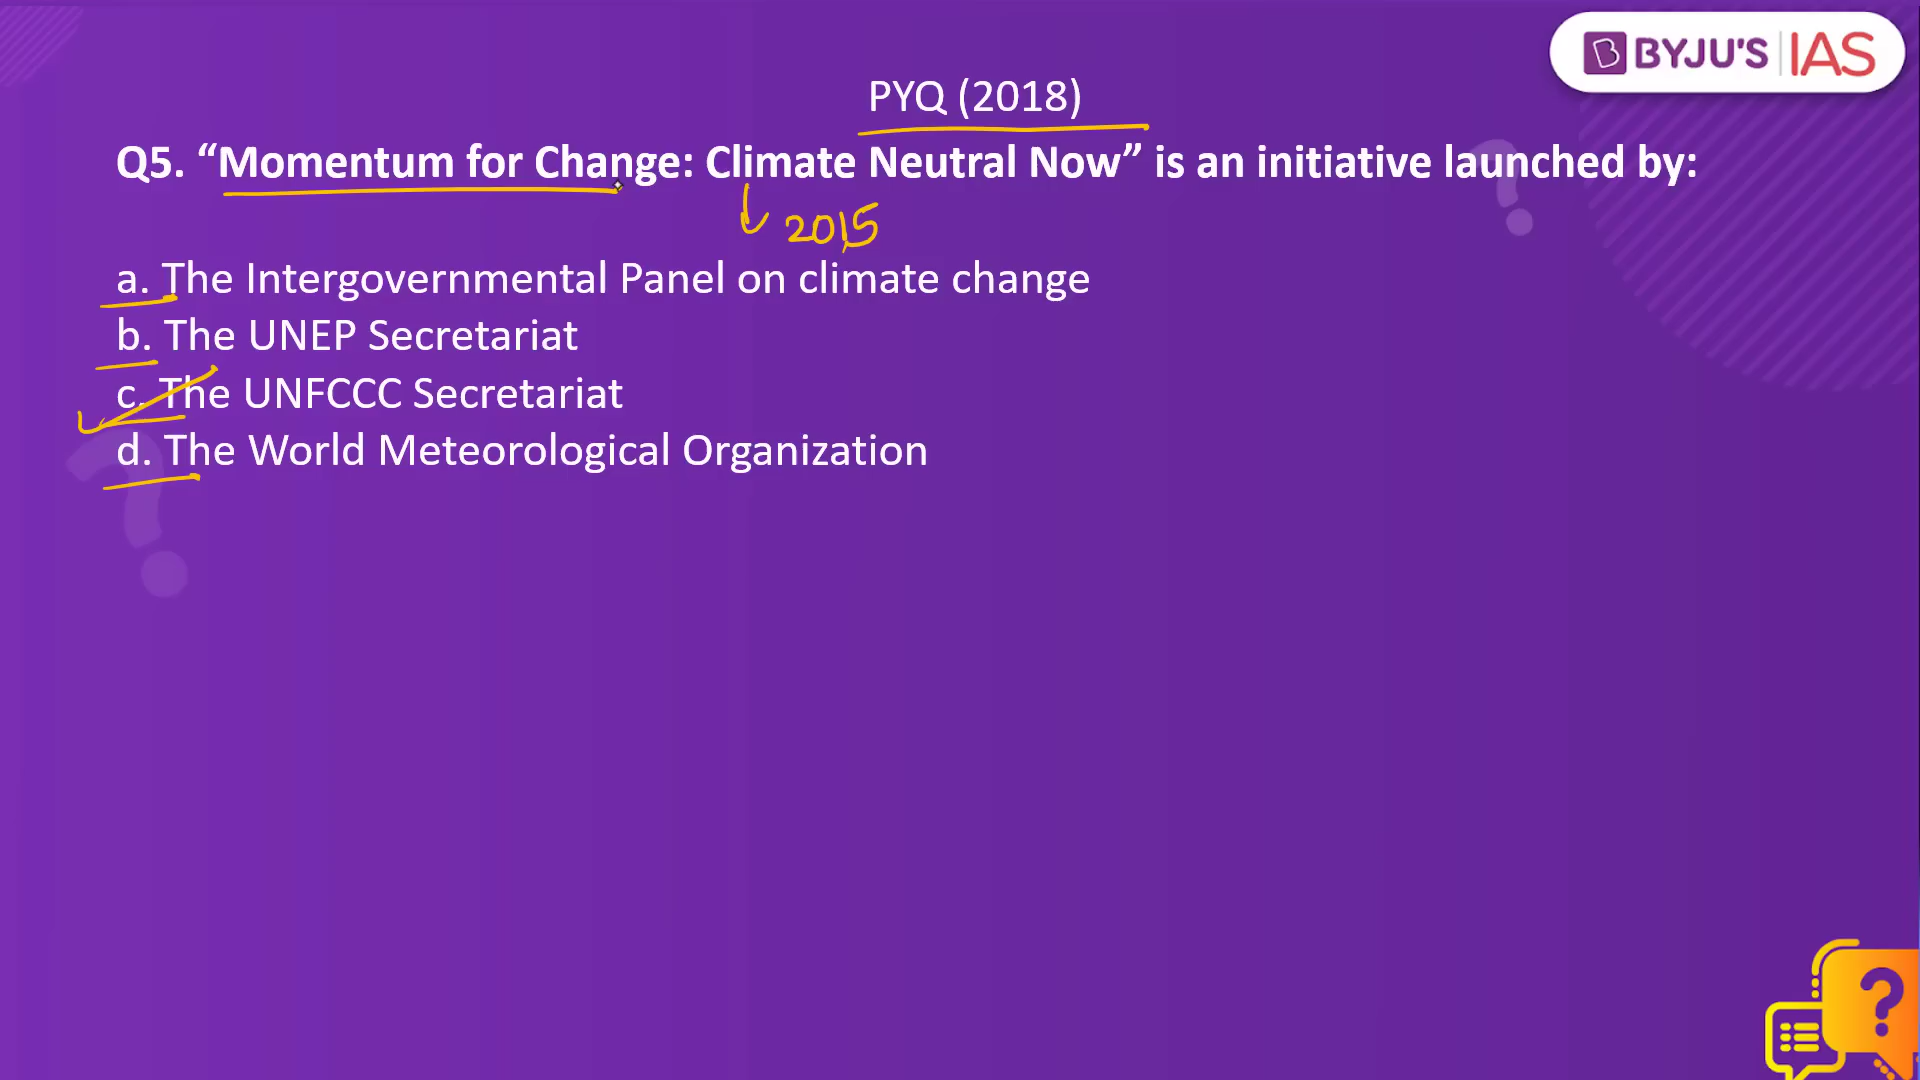 BYJU'S IAS
PYQ (2018)
Q5. “Momentum for Change: Climate Neutral Now” is an initiative launched by:
2015
a. The Intergovernmental Panel on climate change
b. The UNEP Secretariat
c. The UNFCCC Secretariat
d. The World Meteorological Organization